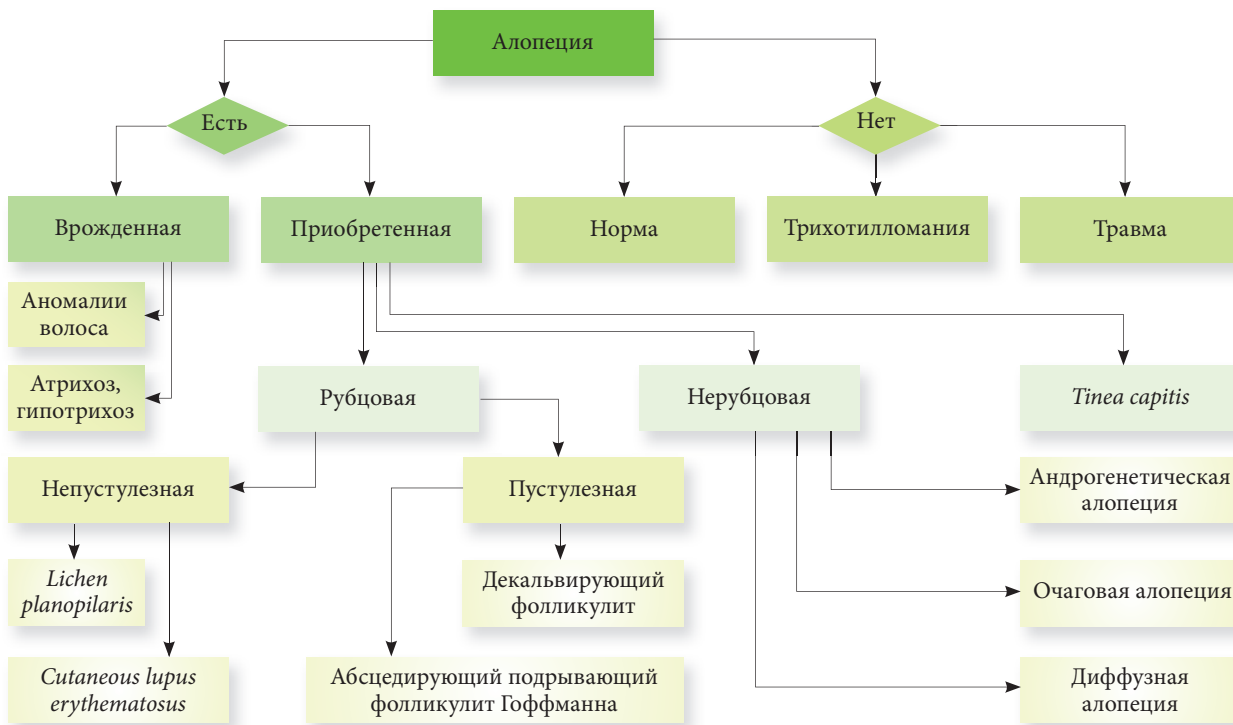 Алопеция
Есть
Нет
Врожденная
Приобретенная
Норма
Трихотилломания
Травма
Аномалии
волоса
Атрихоз,
гипотрихоз
Рубцовая
Нерубцовая
Tinea capitis
Непустулезная
Пустулезная
Андрогенетическая
алопеция
Lichen
planopilaris
Декальвирующий
фолликулит
Очаговая алопеция
Cutaneous lupus
erythematosus
Абсцедирующий подрывающий
фолликулит Гоффманна
Диффузная
алопеция